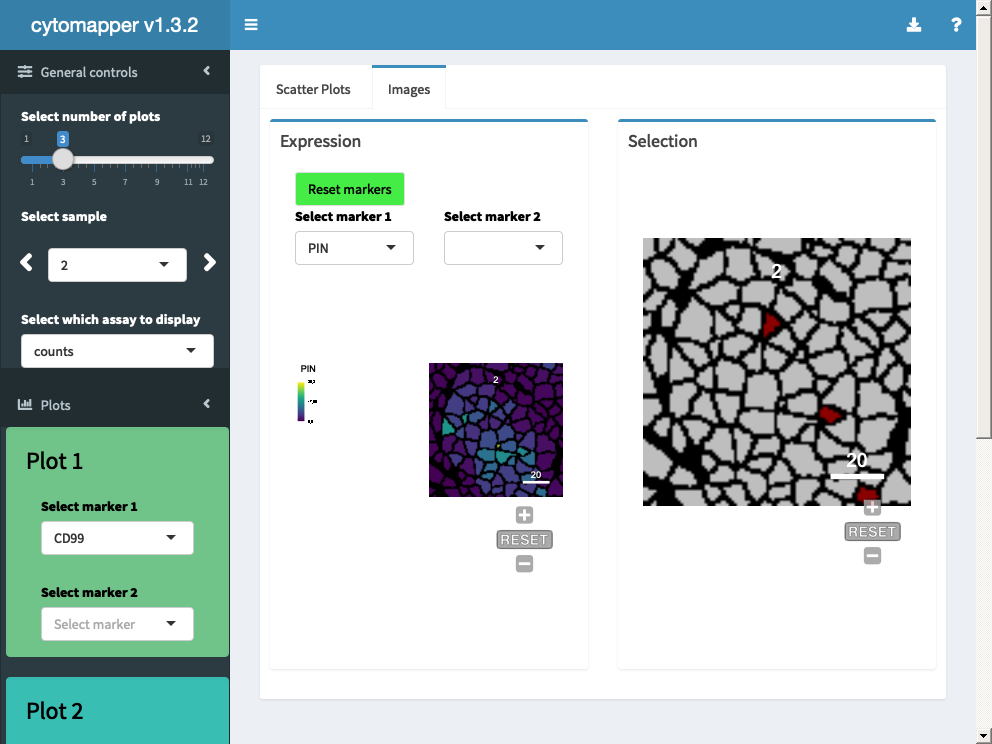 cytomapper v1.3.2
?
General controls
Select number of plots
1
3
12
1 3 5 7 9 11 12
Select sample
2
Select which assay to display
counts
Plots
Plot 1
Select marker 1
CD99
Select marker 2
Select marker
Plot 2
Scatter Plots
Images
Expression
Reset markers
Select marker 1
Select marker 2
PIN
PIN
2
20
RESET
Selection
2
20
RESET